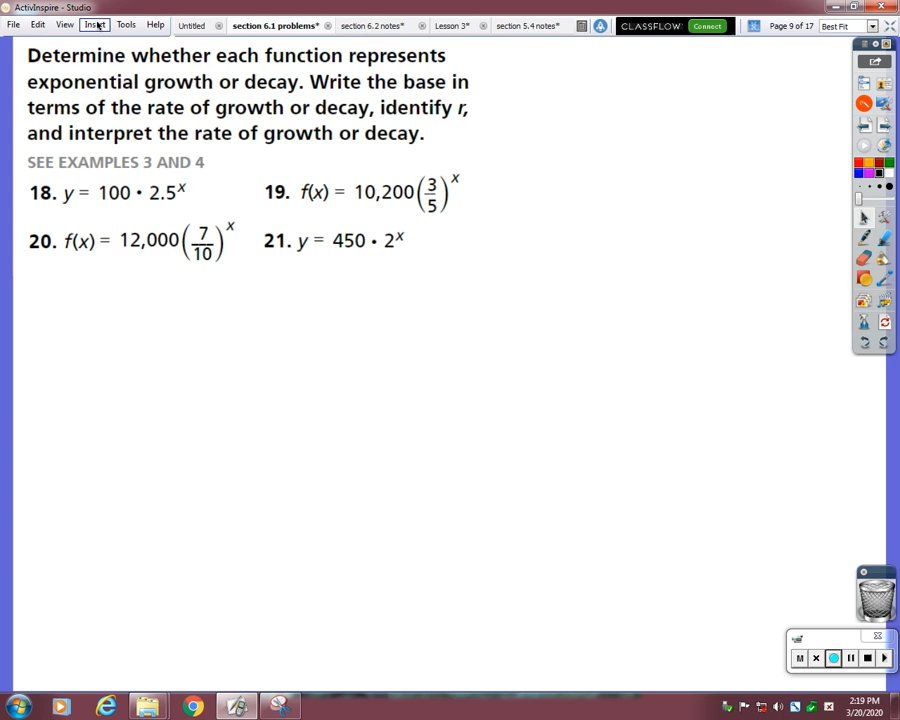 ActivInspire - Studio
File Edit View Insert Tools Help Untitled section 6.1 problems* section 6.2 notes* Lesson 3* section 5.4 notes* CLASSFLOW Connect Page 9 of 17 Best Fit
Determine whether each function represents
exponential growth or decay. Write the base in
terms of the rate of growth or decay, identify r,
and interpret the rate of growth or decay.
SEE EXAMPLES 3 AND 4
18. y = 100 • 2.5^x 19. f(x) = 10,200(3/5)^x
20. f(x) = 12,000(7/10)^x 21. y = 450 • 2^x
M
2:19 PM
3/20/2020